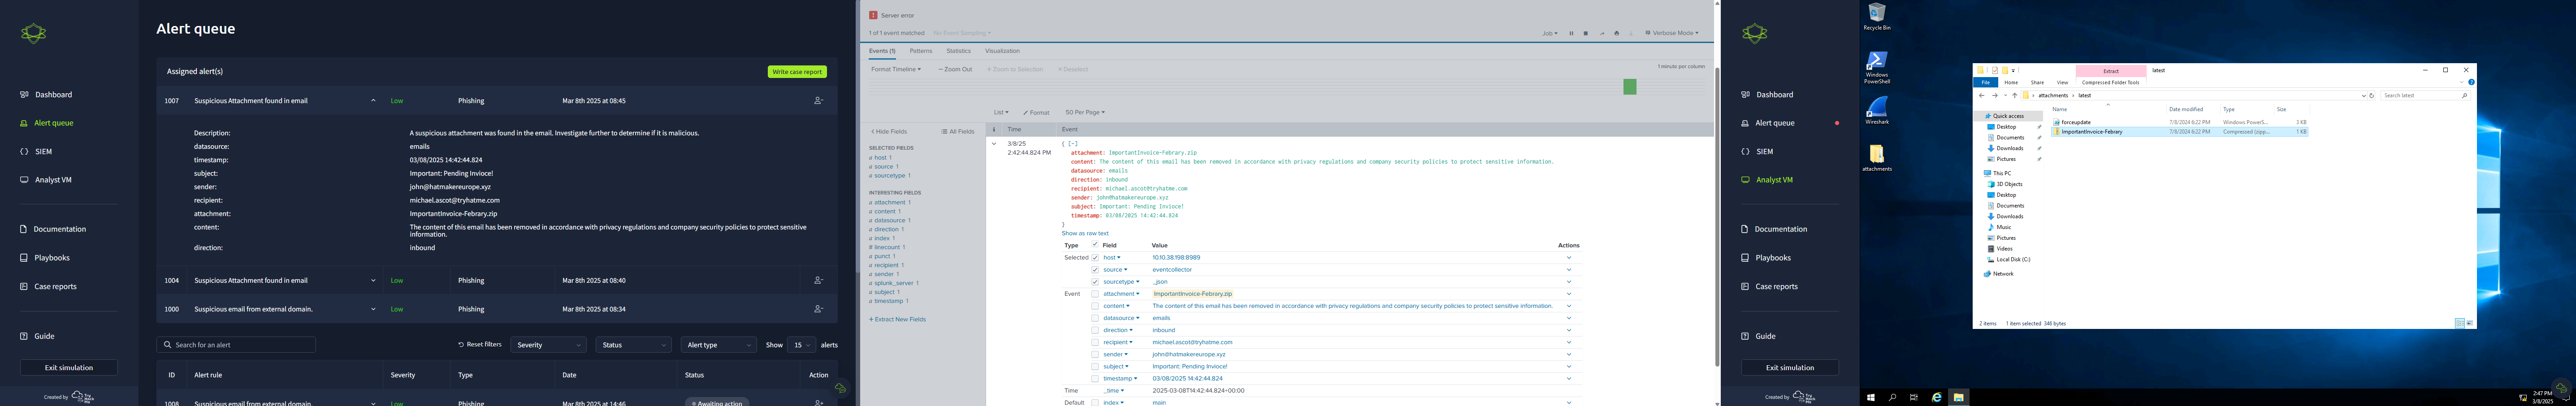 Alert queue
Assigned alert(s)
Write case report
1007 Suspicious Attachment found in email Low Phishing Mar 8th 2025 at 08:45
Description: A suspicious attachment was found in the email. Investigate further to determine if it is malicious.
datasource: emails
timestamp: 03/08/2025 14:42:44.824
subject: Important: Pending Invioce!
sender: john@hatmakereurope.xyz
recipient: michael.ascot@tryhatme.com
attachment: ImportantInvoice-Febrary.zip
content: The content of this email has been removed in accordance with privacy regulations and company security policies to protect sensitive
information.
direction: inbound
1004 Suspicious Attachment found in email Low Phishing Mar 8th 2025 at 08:40
1000 Suspicious email from external domain. Low Phishing Mar 8th 2025 at 08:34
Search for an alert Reset filters Severity Status Alert type Show 15 alerts
ID Alert rule Severity Type Date Status Action
1008 Suspicious email from external domain. Low Phishing Mar 8th 2025 at 14:46 Awaiting action
Dashboard
Alert queue
SIEM
Analyst VM
Documentation
Playbooks
Case reports
Guide
Exit simulation
Created by Try Hack Me
Server error
1 of 1 event matched No Event Sampling
Job Verbose Mode
Events (1) Patterns Statistics Visualization
Format Timeline – Zoom Out + Zoom to Selection × Deselect 1 minute per column
List Format 50 Per Page
< Hide Fields All Fields i Time Event
SELECTED FIELDS
a host 1
a source 1
a sourcetype 1
INTERESTING FIELDS
a attachment 1
a content 1
a datasource 1
a direction 1
a index 1
# linecount 1
a punct 1
a recipient 1
a sender 1
a splunk_server 1
a subject 1
a timestamp 1
+ Extract New Fields
3/8/25
2:42:44.824 PM
{ [-]
attachment: ImportantInvoice-Febrary.zip
content: The content of this email has been removed in accordance with privacy regulations and company security policies to protect sensitive information.
datasource: emails
direction: inbound
recipient: michael.ascot@tryhatme.com
sender: john@hatmakereurope.xyz
subject: Important: Pending Invioce!
timestamp: 03/08/2025 14:42:44.824
}
Show as raw text
Type Field Value Actions
Selected host 10.10.38.198:8989
source eventcollector
sourcetype _json
Event attachment ImportantInvoice-Febrary.zip
content The content of this email has been removed in accordance with privacy regulations and company security policies to protect sensitive information.
datasource emails
direction inbound
recipient michael.ascot@tryhatme.com
sender john@hatmakereurope.xyz
subject Important: Pending Invioce!
timestamp 03/08/2025 14:42:44.824
Time _time 2025-03-08T14:42:44.824+00:00
Default index main
Dashboard
Alert queue
SIEM
Analyst VM
Documentation
Playbooks
Case reports
Guide
Exit simulation
Created by Try Hack Me
Recycle Bin
Windows
PowerShell
Wireshark
attachments
Extract latest
File Home Share View Compressed Folder Tools
attachments latest Search latest
Name Date modified Type Size
forceupdate 7/8/2024 6:22 PM Windows PowerS... 3 KB
ImportantInvoice-Febrary 7/8/2024 6:22 PM Compressed (zipp... 1 KB
Quick access
Desktop
Documents
Downloads
Pictures
This PC
3D Objects
Desktop
Documents
Downloads
Music
Pictures
Videos
Local Disk (C:)
Network
2 items 1 item selected 346 bytes
2:47 PM
3/8/2025